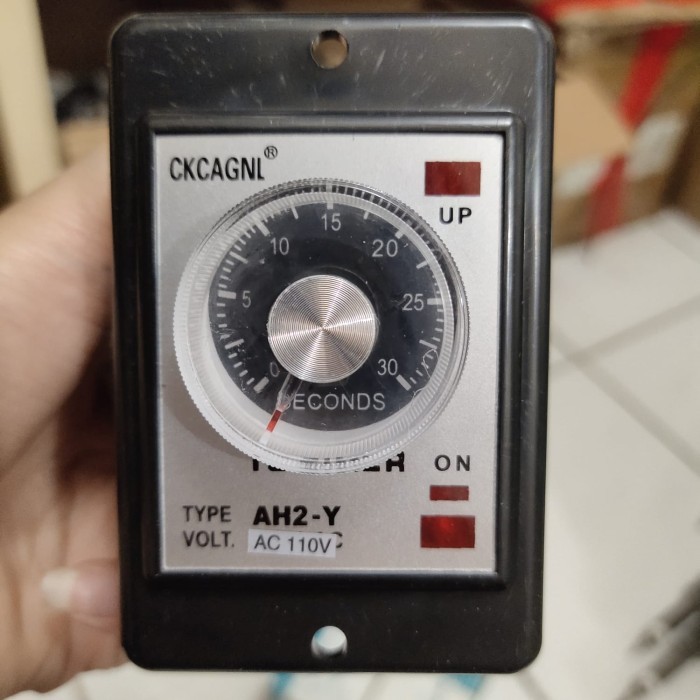 CKCAGNL®
UP
15
10
20
5
25
0
30
SECONDS
ON
TYPE AH2-Y
VOLT. AC 110V